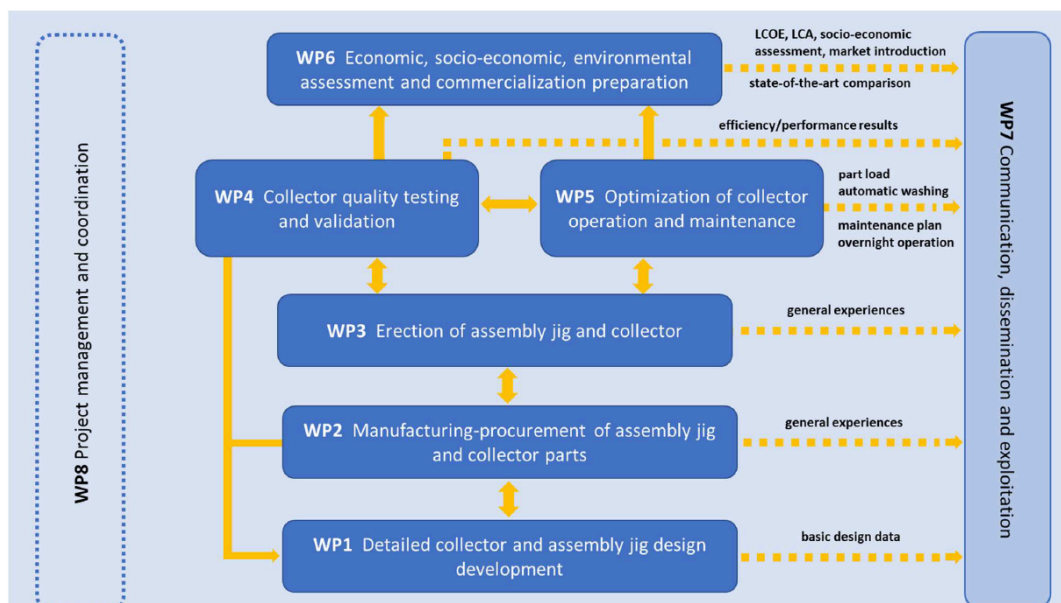 WP8 Project management and coordination
WP6 Economic, socio-economic, environmental
assessment and commercialization preparation
LCOE, LCA, socio-economic
assessment, market introduction
state-of-the-art comparison
efficiency/performance results
WP4 Collector quality testing
and validation
WP5 Optimization of collector
operation and maintenance
part load
automatic washing
maintenance plan
overnight operation
WP3 Erection of assembly jig and collector
general experiences
WP2 Manufacturing-procurement of assembly jig
and collector parts
general experiences
WP1 Detailed collector and assembly jig design
development
basic design data
WP7 Communication, dissemination and exploitation